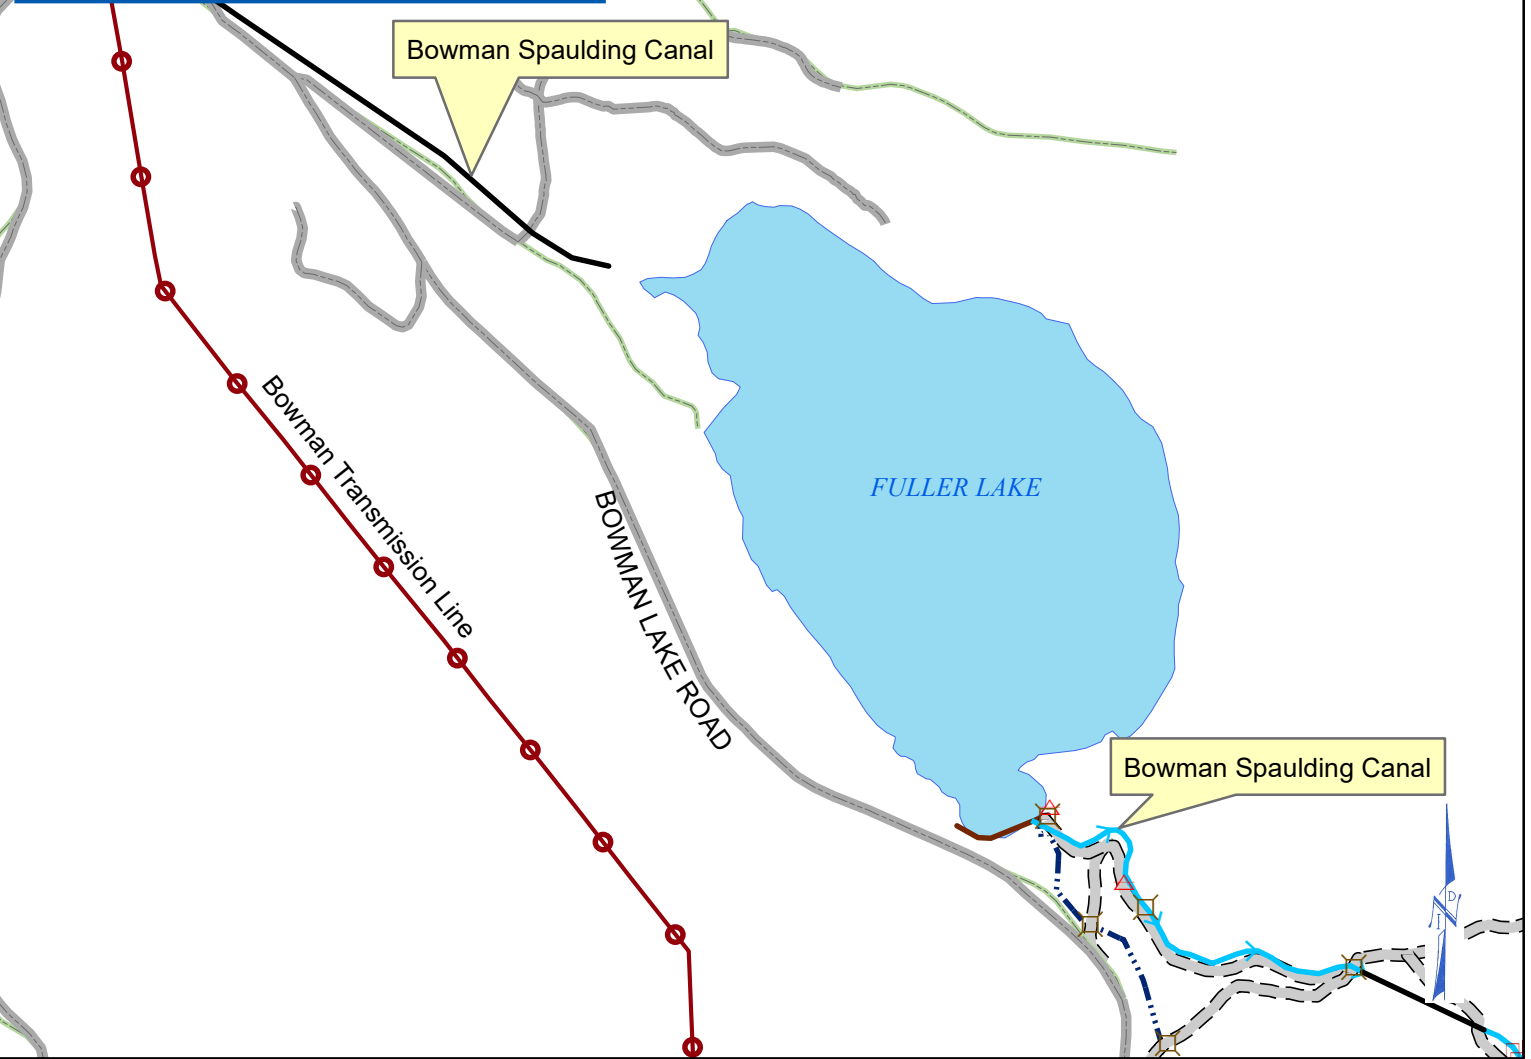 Bowman Spaulding Canal
Bowman Transmission Line
FULLER LAKE
BOWMAN LAKE ROAD
Bowman Spaulding Canal
D
N
I